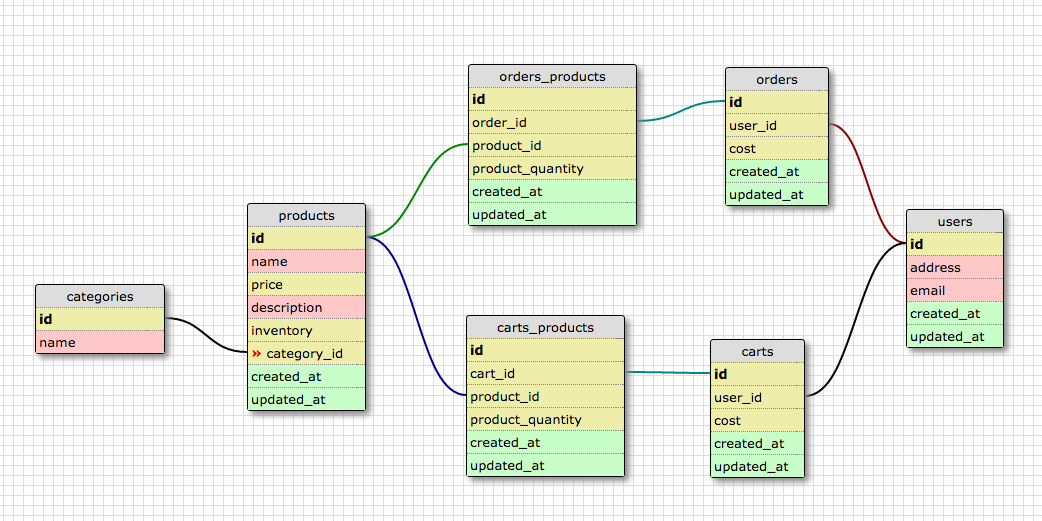 categories
id
name
products
id
name
price
description
inventory
» category_id
created_at
updated_at
orders_products
id
order_id
product_id
product_quantity
created_at
updated_at
carts_products
id
cart_id
product_id
product_quantity
created_at
updated_at
orders
id
user_id
cost
created_at
updated_at
carts
id
user_id
cost
created_at
updated_at
users
id
address
email
created_at
updated_at